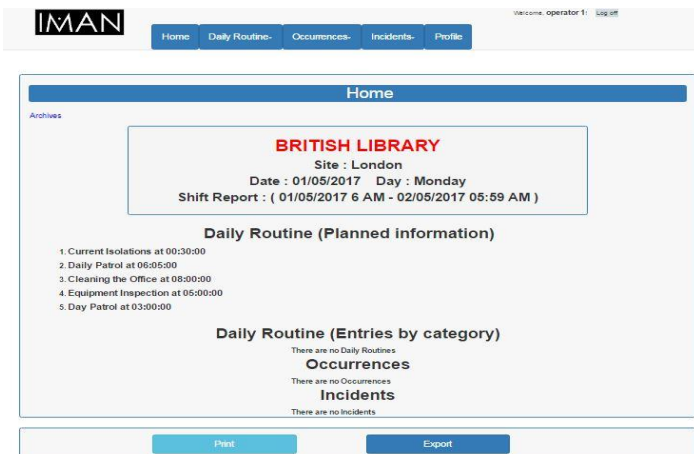 IMAN
Welcome, operator 1! Log off
Home Daily Routine- Occurrences- Incidents- Profile
Home
Archives
BRITISH LIBRARY
Site : London
Date : 01/05/2017 Day : Monday
Shift Report : ( 01/05/2017 6 AM - 02/05/2017 05:59 AM )
Daily Routine (Planned information)
1. Current Isolations at 00:30:00
2. Daily Patrol at 06:05:00
3. Cleaning the Office at 08:00:00
4. Equipment Inspection at 05:00:00
5. Day Patrol at 03:00:00
Daily Routine (Entries by category)
There are no Daily Routines
Occurrences
There are no Occurrences
Incidents
There are no Incidents
Print Export